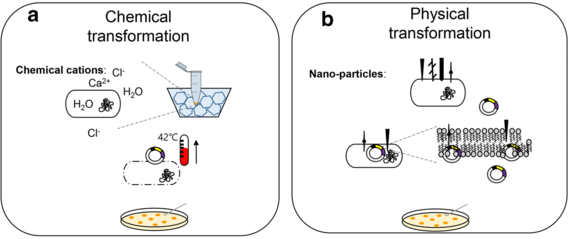 a
Chemical
transformation
Chemical cations: Cl-
Ca2+
H2O
H2O
Cl-
42℃
b
Physical
transformation
Nano-particles: